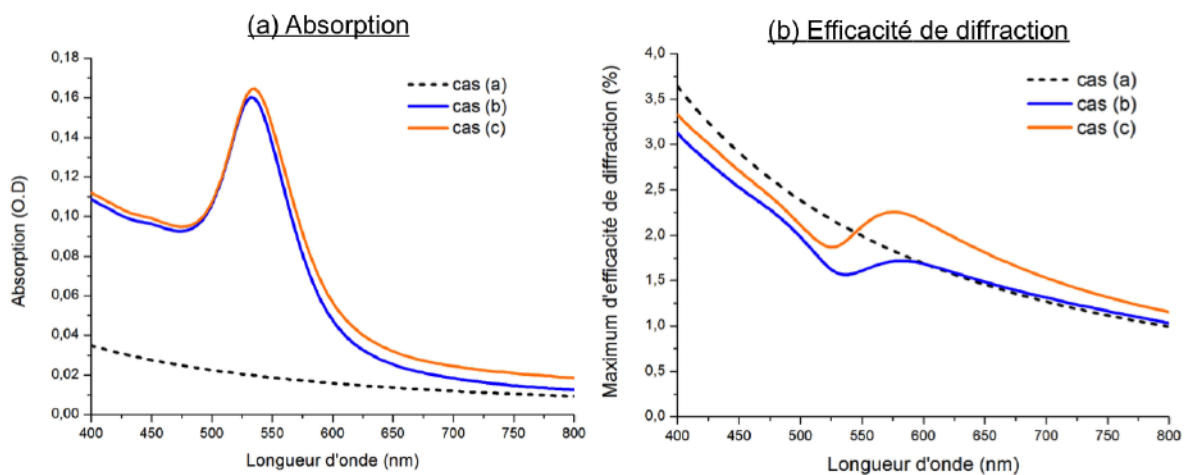 (a) Absorption
0,18
0,16
0,14
0,12
0,10
0,08
0,06
0,04
0,02
0,00
Absorption (O.D)
cas (a)
cas (b)
cas (c)
400 450 500 550 600 650 700 750 800
Longueur d'onde (nm)
(b) Efficacité de diffraction
4,0
3,5
3,0
2,5
2,0
1,5
1,0
0,5
0,0
Maximum d'efficacité de diffraction (%)
cas (a)
cas (b)
cas (c)
400 450 500 550 600 650 700 750 800
Longueur d'onde (nm)